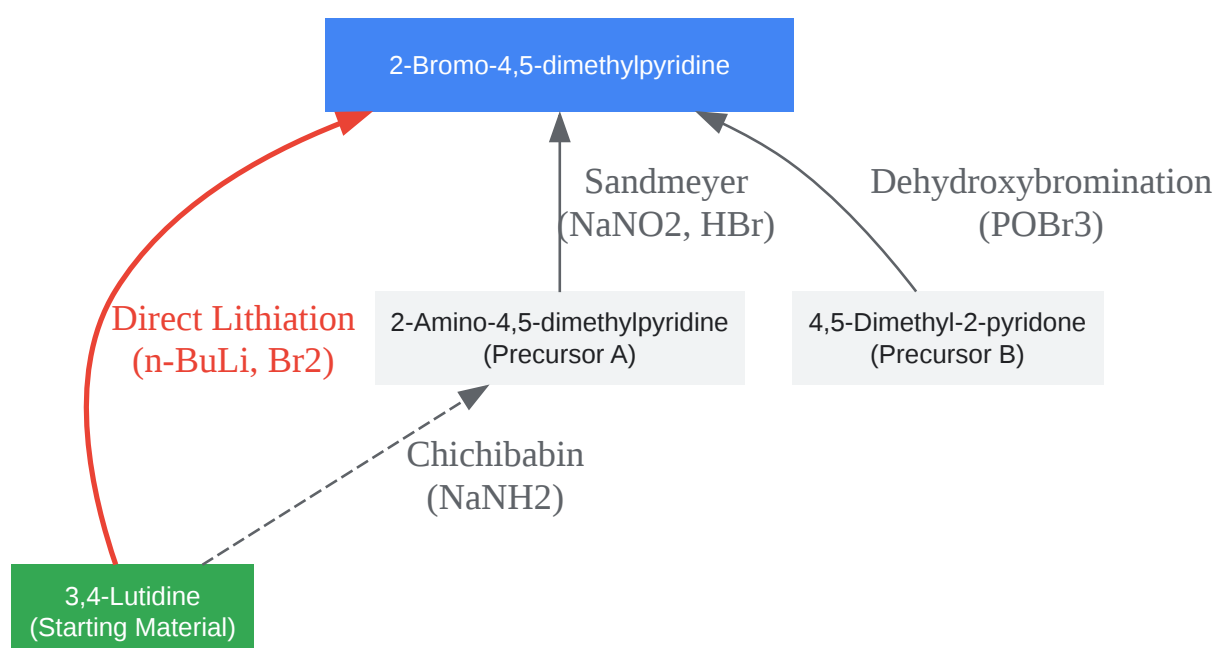 2-Bromo-4,5-dimethylpyridine
Sandmeyer
(NaNO2, HBr)
Dehydroxybromination
(POBr3)
Direct Lithiation
(n-BuLi, Br2)
2-Amino-4,5-dimethylpyridine
(Precursor A)
4,5-Dimethyl-2-pyridone
(Precursor B)
Chichibabin
(NaNH2)
3,4-Lutidine
(Starting Material)